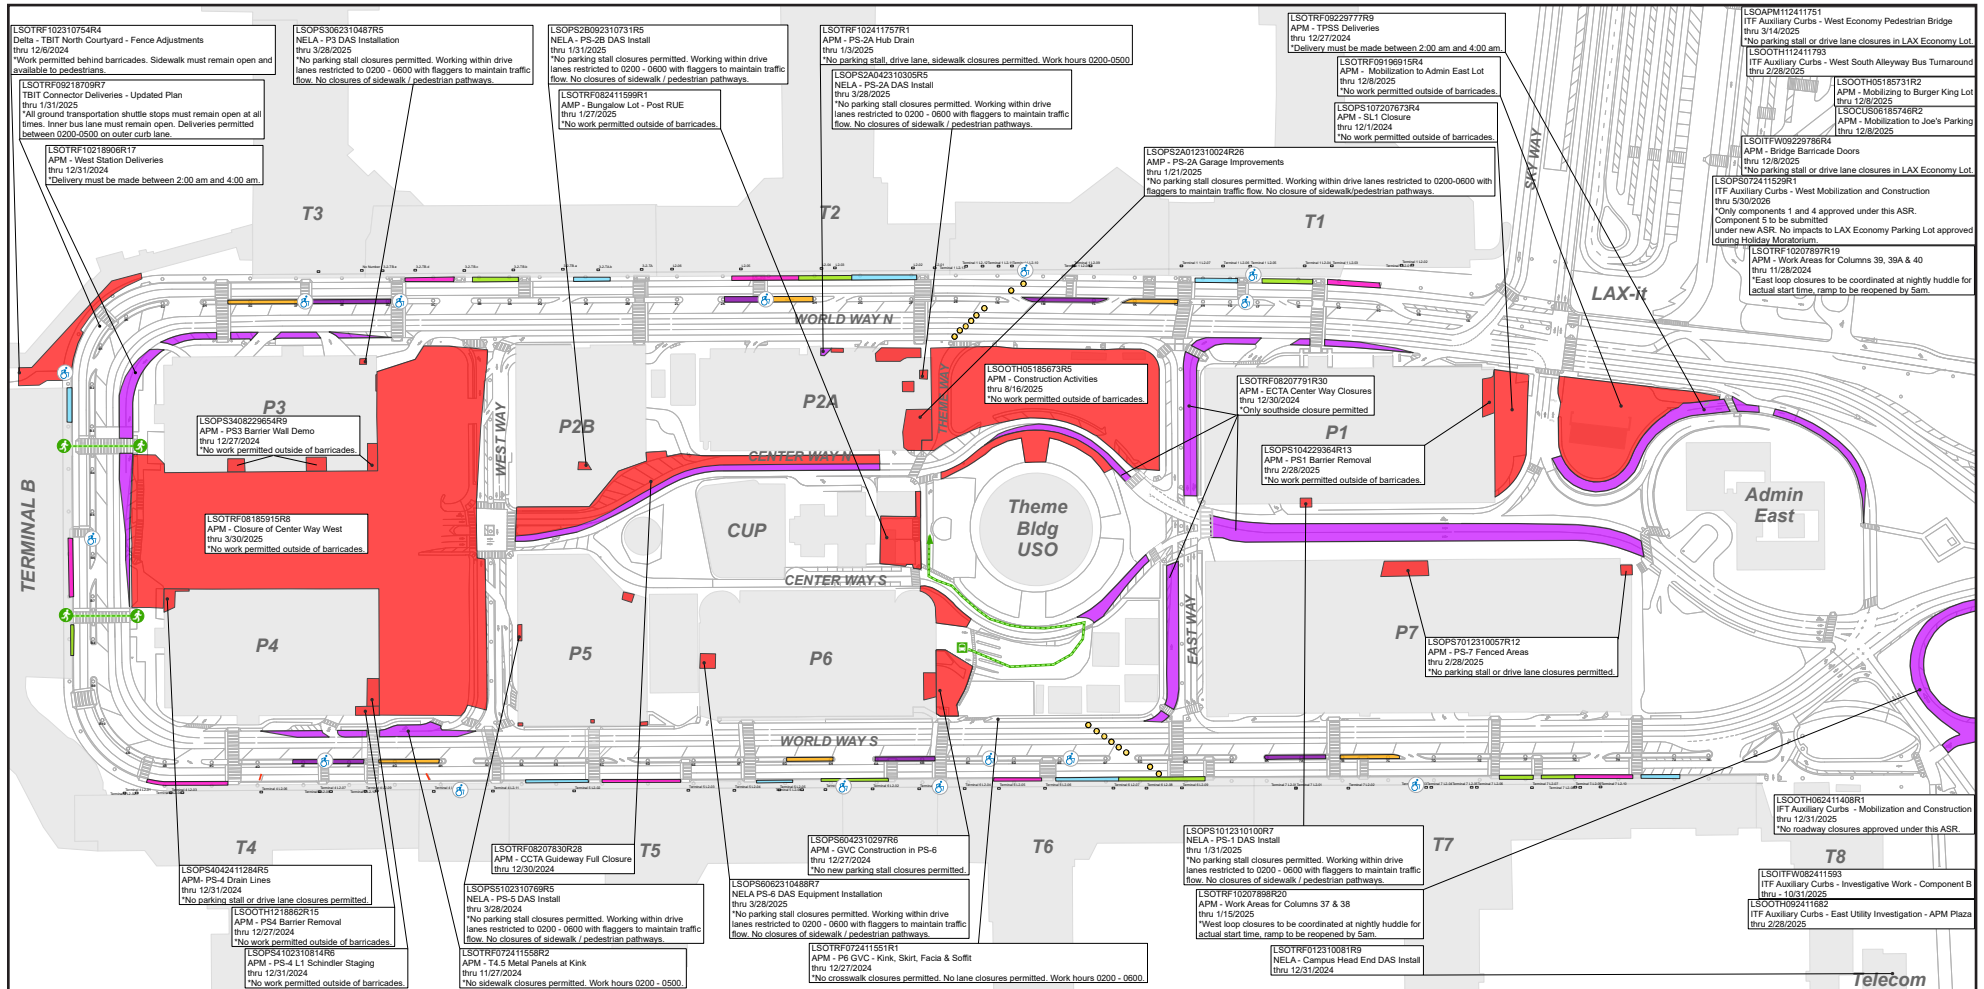 LSOTRF102310754R4
Delta - TBIT North Courtyard - Fence Adjustments
thru 12/6/2024
*Work permitted behind barricades. Sidewalk must remain open and
available to pedestrians.
LSOTRF09218709R7
TBIT Connector Deliveries - Updated Plan
thru 1/31/2025
*All ground transportation shuttle stops must remain open at all
times. Inner bus lane must remain open. Deliveries permitted
between 0200-0500 on outer curb lane.
LSOTRF10218906R17
APM - West Station Deliveries
thru 12/31/2024
*Delivery must be made between 2:00 am and 4:00 am.
LSOPS3062310487R5
NELA - P3 DAS Installation
thru 3/28/2025
*No parking stall closures permitted. Working within drive
lanes restricted to 0200 - 0600 with flaggers to maintain traffic
flow. No closures of sidewalk / pedestrian pathways.
LSOPS2B092310731R5
NELA - PS-2B DAS Install
thru 1/31/2025
*No parking stall closures permitted. Working within drive
lanes restricted to 0200 - 0600 with flaggers to maintain traffic
flow. No closures of sidewalk / pedestrian pathways.
LSOTRF082411599R1
AMP - Bungalow Lot - Post RUE
thru 1/27/2025
*No work permitted outside of barricades.
LSOTRF102411757R1
APM - PS-2A Hub Drain
thru 1/3/2025
*No parking stall, drive lane, sidewalk closures permitted. Work hours 0200-0500
LSOPS2A042310305R5
NELA - PS-2A DAS Install
thru 3/28/2025
*No parking stall closures permitted. Working within drive
lanes restricted to 0200 - 0600 with flaggers to maintain traffic
flow. No closures of sidewalk / pedestrian pathways.
LSOTRF09229777R9
APM - TPSS Deliveries
thru 12/27/2024
*Delivery must be made between 2:00 am and 4:00 am.
LSOTRF09196915R4
APM - Mobilization to Admin East Lot
thru 12/8/2025
*No work permitted outside of barricades.
LSOPS107207673R4
APM - SL1 Closure
thru 12/1/2024
*No work permitted outside of barricades.
LSOPS2A012310024R26
AMP - PS-2A Garage Improvements
thru 1/21/2025
*No parking stall closures permitted. Working within drive lanes restricted to 0200-0600 with
flaggers to maintain traffic flow. No closure of sidewalk/pedestrian pathways.
LSOAPM112411751
ITF Auxiliary Curbs - West Economy Pedestrian Bridge
thru 3/14/2025
*No parking stall or drive lane closures in LAX Economy Lot.
LSOOTH112411793
ITF Auxiliary Curbs - West South Alleyway Bus Turnaround
thru 2/28/2025
LSOOTH05185731R2
APM - Mobilizing to Burger King Lot
thru 12/8/2025
LSOCUS06185746R2
APM - Mobilization to Joe's Parking
thru 12/8/2025
LSOITFW09229786R4
APM - Bridge Barricade Doors
thru 12/8/2025
*No parking stall or drive lane closures in LAX Economy Lot.
LSOPS072411529R1
ITF Auxiliary Curbs - West Mobilization and Construction
thru 5/30/2026
*Only components 1 and 4 approved under this ASR.
Component 5 to be submitted
under new ASR. No impacts to LAX Economy Parking Lot approved
during Holiday Moratorium.
LSOTRF10207897R19
APM - Work Areas for Columns 39, 39A & 40
thru 11/28/2024
*East loop closures to be coordinated at nightly huddle for
actual start time, ramp to be reopened by 5am.
SKY WAY
T3
T2
T1
LAX-it
WORLD WAY N
THEME WAY
LSOOTH05185673R5
APM - Construction Activities
thru 8/16/2025
*No work permitted outside of barricades.
LSOTRF08207791R30
APM - ECTA Center Way Closures
thru 12/30/2024
*Only southside closure permitted
P3
P2B
P2A
P1
LSOPS3408229654R9
APM - PS3 Barrier Wall Demo
thru 12/27/2024
*No work permitted outside of barricades.
LSOPS104229364R13
APM - PS1 Barrier Removal
thru 2/28/2025
*No work permitted outside of barricades.
WEST WAY
CENTER WAY N
TERMINAL B
LSOTRF08185915R8
APM - Closure of Center Way West
thru 3/30/2025
*No work permitted outside of barricades.
CUP
Theme
Bldg
USO
Admin
East
CENTER WAY S
EAST WAY
P4
P5
P6
P7
LSOPS7012310057R12
APM - PS-7 Fenced Areas
thru 2/28/2025
*No parking stall or drive lane closures permitted.
WORLD WAY S
T4
T5
T6
T7
T8
LSOPS4042411284R5
APM- PS-4 Drain Lines
thru 12/31/2024
*No parking stall or drive lane closures permitted.
LSOOTH1218862R15
APM - PS4 Barrier Removal
thru 12/27/2024
*No work permitted outside of barricades.
LSOPS4102310814R6
APM - PS-4 L1 Schindler Staging
thru 12/31/2024
*No work permitted outside of barricades.
LSOTRF08207830R28
APM - CCTA Guideway Full Closure
thru 12/30/2024
LSOPS5102310769R5
NELA - PS-5 DAS Install
thru 3/28/2024
*No parking stall closures permitted. Working within drive
lanes restricted to 0200 - 0600 with flaggers to maintain traffic
flow. No closures of sidewalk / pedestrian pathways.
LSOTRF072411558R2
APM - T4.5 Metal Panels at Kink
thru 11/27/2024
*No sidewalk closures permitted. Work hours 0200 - 0500.
LSOPS6042310297R6
APM - GVC Construction in PS-6
thru 12/27/2024
*No new parking stall closures permitted.
LSOPS6062310488R7
NELA PS-6 DAS Equipment Installation
thru 3/28/2025
*No parking stall closures permitted. Working within drive
lanes restricted to 0200 - 0600 with flaggers to maintain traffic
flow. No closures of sidewalk / pedestrian pathways.
LSOTRF072411551R1
APM - P6 GVC - Kink, Skirt, Facia & Soffit
thru 12/27/2024
*No crosswalk closures permitted. No lane closures permitted. Work hours 0200 - 0600.
LSOPS1012310100R7
NELA - PS-1 DAS Install
thru 1/31/2025
*No parking stall closures permitted. Working within drive
lanes restricted to 0200 - 0600 with flaggers to maintain traffic
flow. No closures of sidewalk / pedestrian pathways.
LSOTRF10207898R20
APM - Work Areas for Columns 37 & 38
thru 1/15/2025
*West loop closures to be coordinated at nightly huddle for
actual start time, ramp to be reopened by 5am.
LSOTRF012310081R9
NELA - Campus Head End DAS Install
thru 12/31/2024
LSOOTH062411408R1
IFT Auxiliary Curbs - Mobilization and Construction
thru 12/31/2025
*No roadway closures approved under this ASR.
LSOITFW082411593
ITF Auxiliary Curbs - Investigative Work - Component B
thru - 10/31/2025
LSOOTH092411682
ITF Auxiliary Curbs - East Utility Investigation - APM Plaza
thru 2/28/2025
Telecom